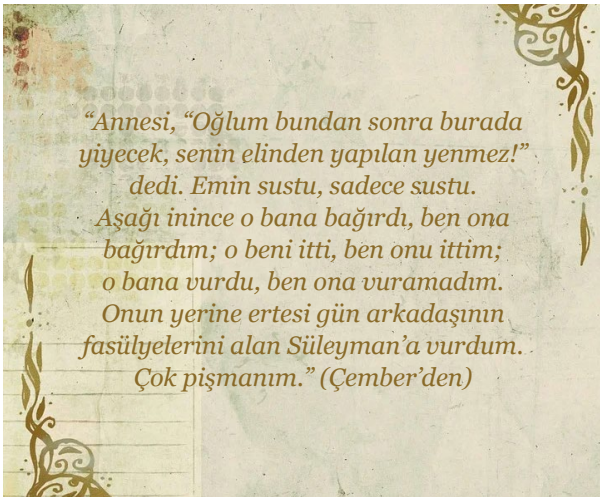 “Annesi, “Oğlum bundan sonra burada
yiyecek, senin elinden yapılan yenmez!”
dedi. Emin sustu, sadece sustu.
Aşağı inince o bana bağırdı, ben ona
bağırdım; o beni itti, ben onu ittim;
o bana vurdu, ben ona vuramadım.
Onun yerine ertesi gün arkadaşının
fasülyelerini alan Süleyman’a vurdum.
Çok pişmanım.” (Çember’den)